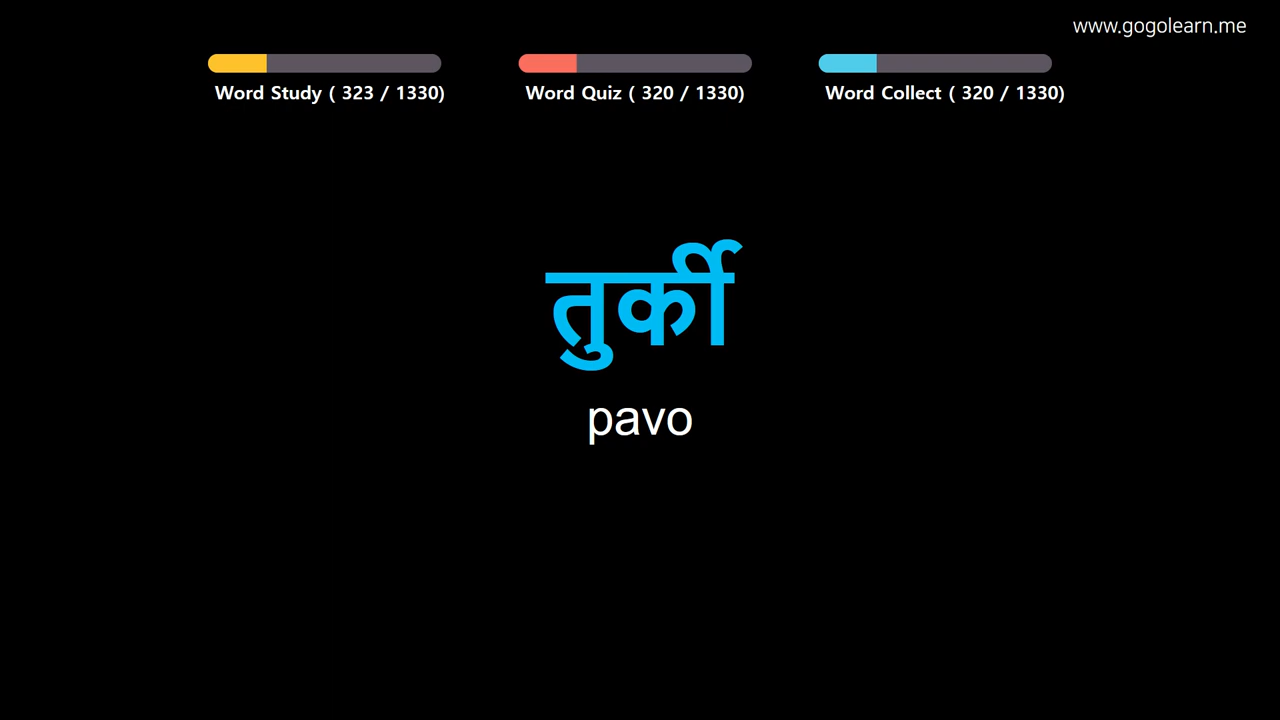 www.gogolearn.me
Word Study ( 323 / 1330)
Word Quiz ( 320 / 1330)
Word Collect ( 320 / 1330)
तुर्की
pavo